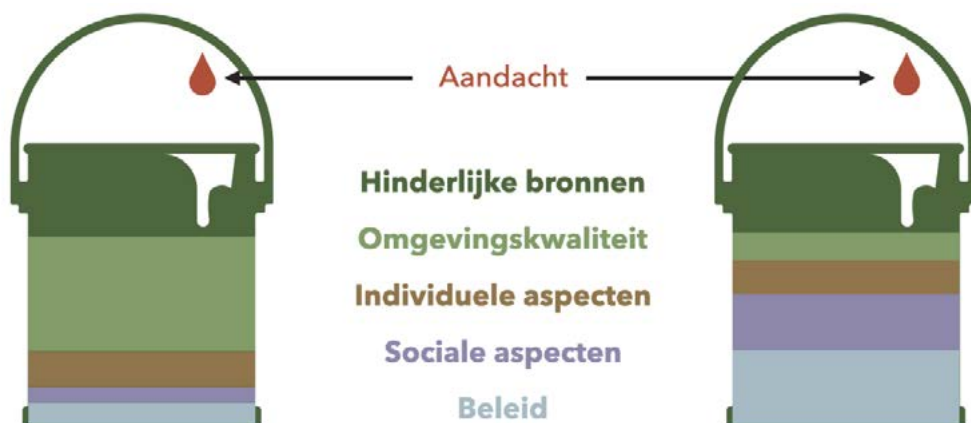 Aandacht
Hinderlijke bronnen
Omgevingskwaliteit
Individuele aspecten
Sociale aspecten
Beleid